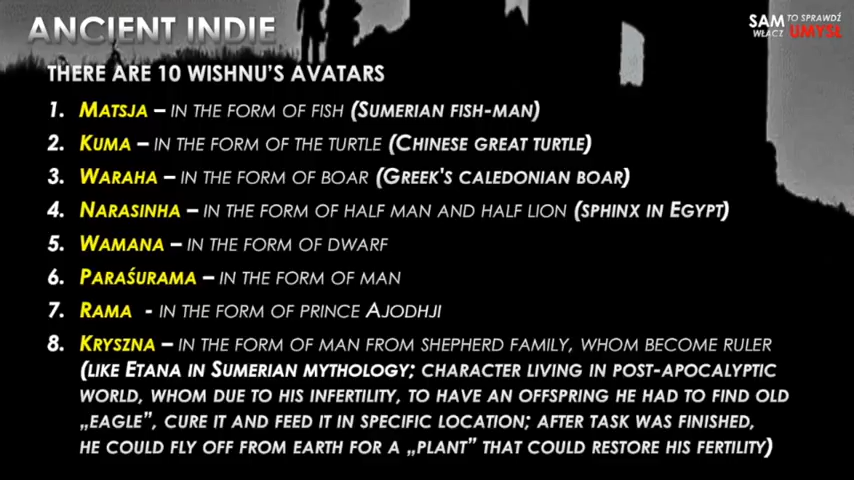 ANCIENT INDIE
SAM TO SPRAWDŹ
WŁĄCZ UMYSŁ
THERE ARE 10 WISHNU'S AVATARS
1. MATSJA – IN THE FORM OF FISH (SUMERIAN FISH-MAN)
2. KUMA – IN THE FORM OF THE TURTLE (CHINESE GREAT TURTLE)
3. WARAHA – IN THE FORM OF BOAR (GREEK'S CALEDONIAN BOAR)
4. NARASINHA – IN THE FORM OF HALF MAN AND HALF LION (SPHINX IN EGYPT)
5. WAMANA – IN THE FORM OF DWARF
6. PARAŚURAMA – IN THE FORM OF MAN
7. RAMA - IN THE FORM OF PRINCE AJODHJI
8. KRYSZNA – IN THE FORM OF MAN FROM SHEPHERD FAMILY, WHOM BECOME RULER
(LIKE ETANA IN SUMERIAN MYTHOLOGY; CHARACTER LIVING IN POST-APOCALYPTIC
WORLD, WHOM DUE TO HIS INFERTILITY, TO HAVE AN OFFSPRING HE HAD TO FIND OLD
„EAGLE", CURE IT AND FEED IT IN SPECIFIC LOCATION; AFTER TASK WAS FINISHED,
HE COULD FLY OFF FROM EARTH FOR A „PLANT" THAT COULD RESTORE HIS FERTILITY)